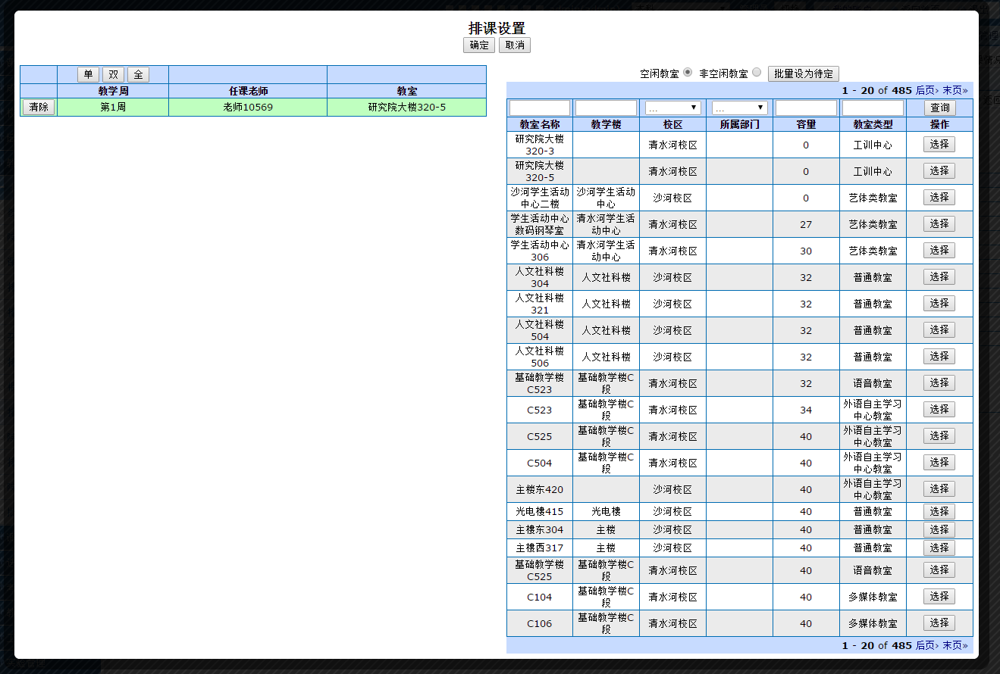 排课设置
确定 取消
单 双 全
教学周 任课老师 教室
清除 第1周 老师10569 研究院大楼320-5
空闲教室 非空闲教室 批量设为待定
1 - 20 of 485 后页› 末页»
... ... 查询
教室名称 教学楼 校区 所属部门 容量 教室类型 操作
研究院大楼
320-3 清水河校区 0 工训中心 选择
研究院大楼
320-5 清水河校区 0 工训中心 选择
沙河学生活动 沙河学生活动
中心二楼 中心 沙河校区 0 艺体类教室 选择
学生活动中心 清水河学生活
数码钢琴室 动中心 清水河校区 27 艺体类教室 选择
学生活动中心 清水河学生活
306 动中心 清水河校区 30 艺体类教室 选择
人文社科楼
304 人文社科楼 沙河校区 32 普通教室 选择
人文社科楼
321 人文社科楼 沙河校区 32 普通教室 选择
人文社科楼
504 人文社科楼 沙河校区 32 普通教室 选择
人文社科楼
506 人文社科楼 沙河校区 32 普通教室 选择
基础教学楼 基础教学楼C
C523 段 清水河校区 32 语音教室 选择
基础教学楼C 外语自主学习
C523 段 清水河校区 34 中心教室 选择
基础教学楼C 外语自主学习
C525 段 清水河校区 40 中心教室 选择
基础教学楼C 外语自主学习
C504 段 清水河校区 40 中心教室 选择
外语自主学习
主楼东420 沙河校区 40 中心教室 选择
光电楼415 光电楼 沙河校区 40 普通教室 选择
主楼东304 主楼 沙河校区 40 普通教室 选择
主楼西317 主楼 沙河校区 40 普通教室 选择
基础教学楼 基础教学楼C
C525 段 清水河校区 40 语音教室 选择
基础教学楼C
C104 段 清水河校区 40 多媒体教室 选择
基础教学楼C
C106 段 清水河校区 40 多媒体教室 选择
1 - 20 of 485 后页› 末页»